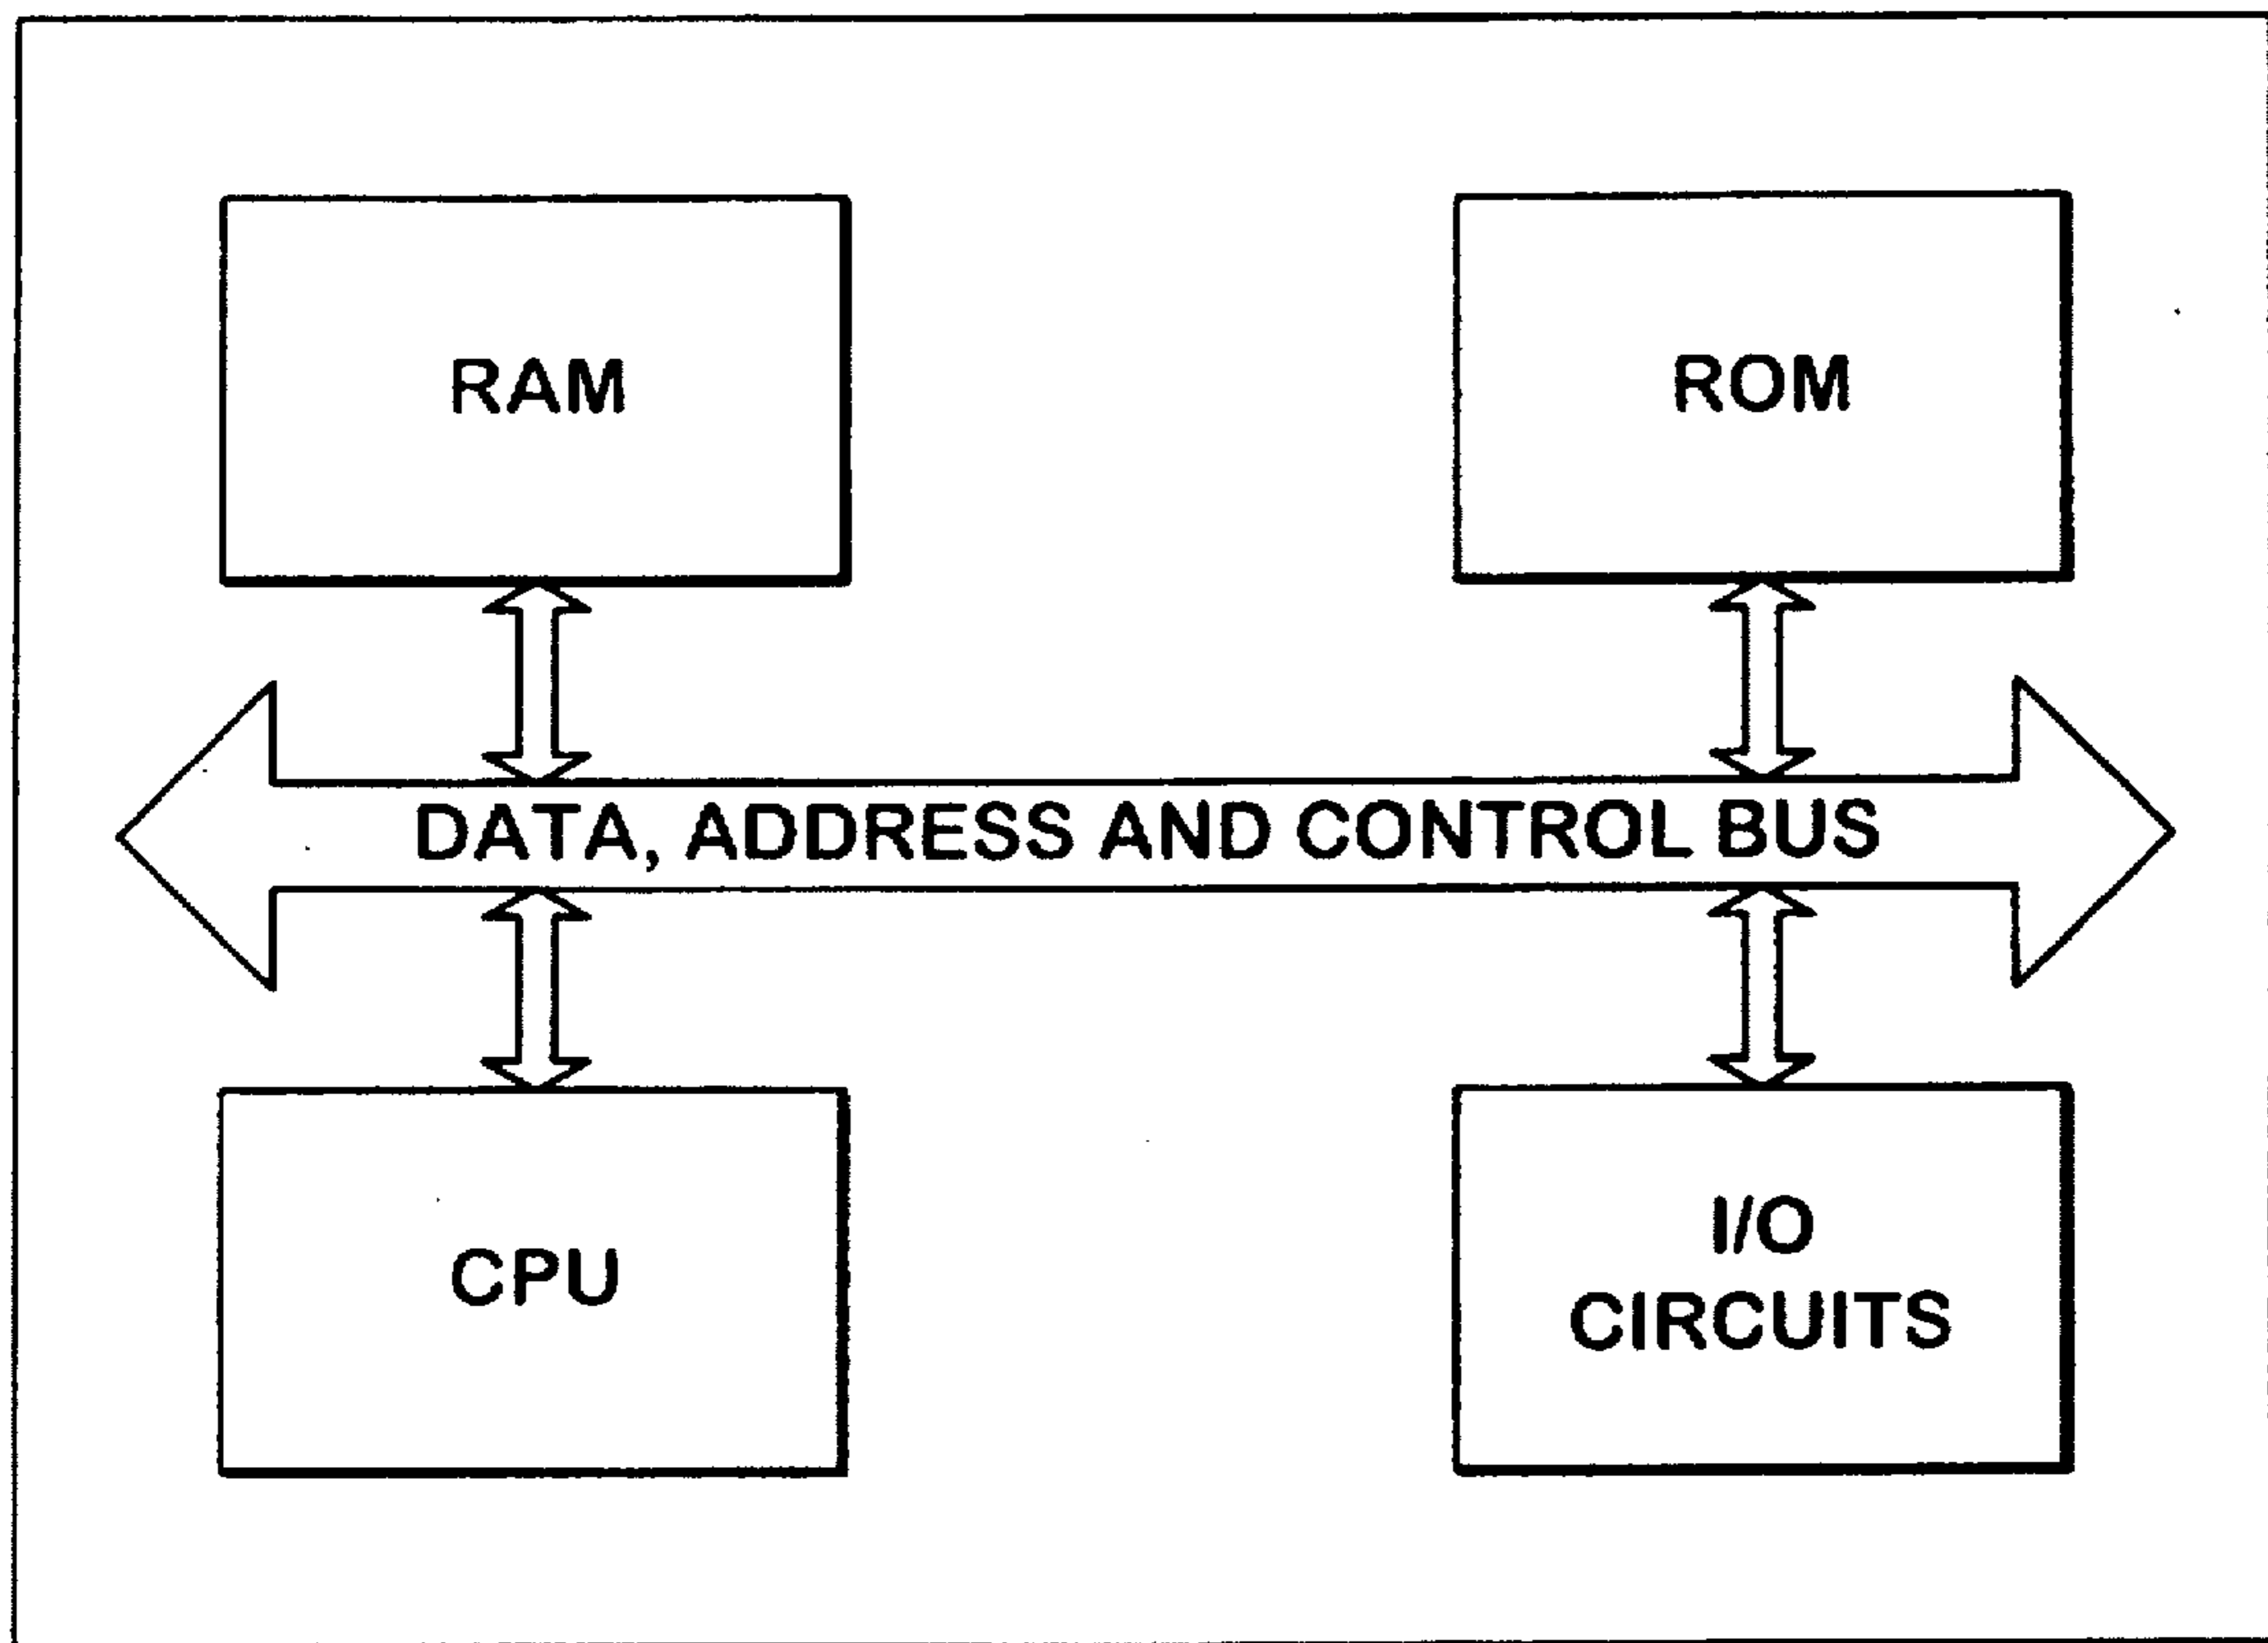 RAM
ROM
DATA, ADDRESS AND CONTROL BUS
CPU
I/O
CIRCUITS